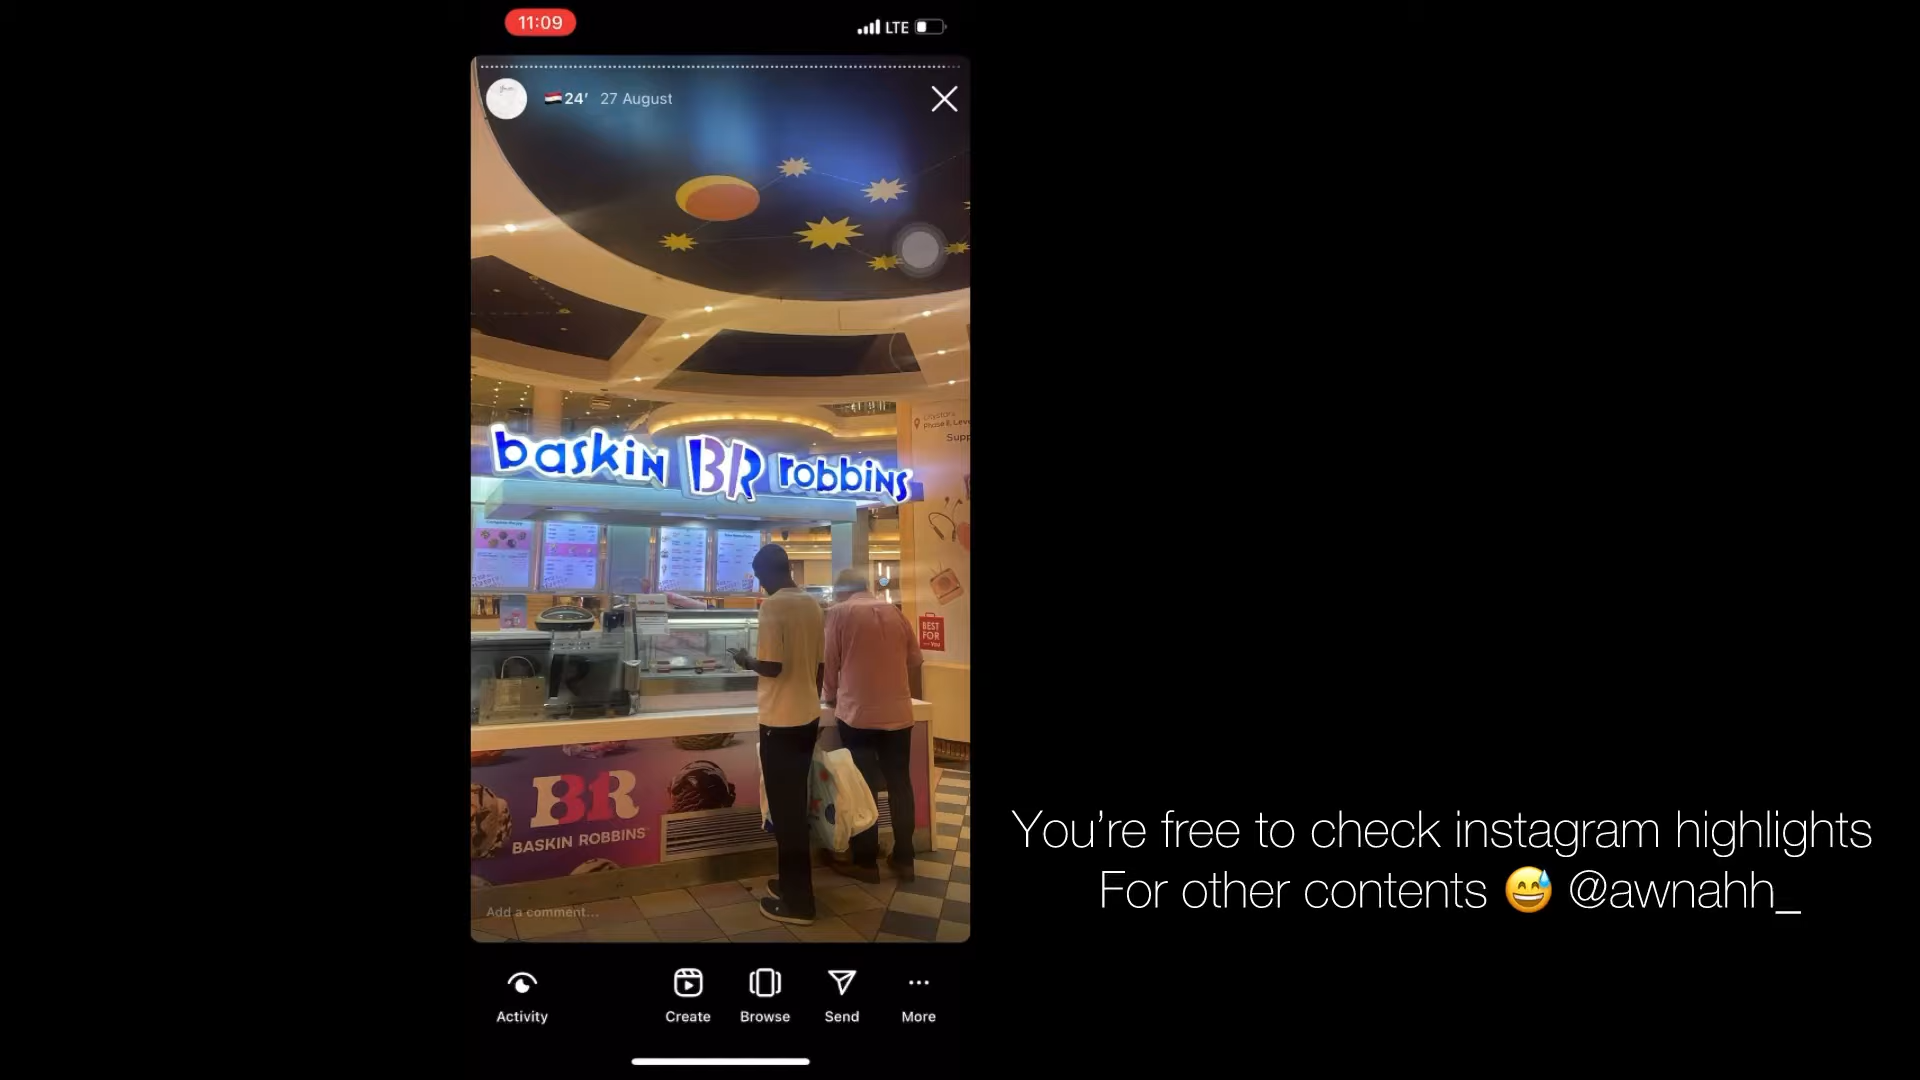 11:09
LTE
🇪🇬24′ 27 August
baskin BR robbins
BEST
FOR
BR
BASKIN ROBBINS
Add a comment...
Activity
Create
Browse
Send
More
You're free to check instagram highlights
For other contents 😅 @awnahh_